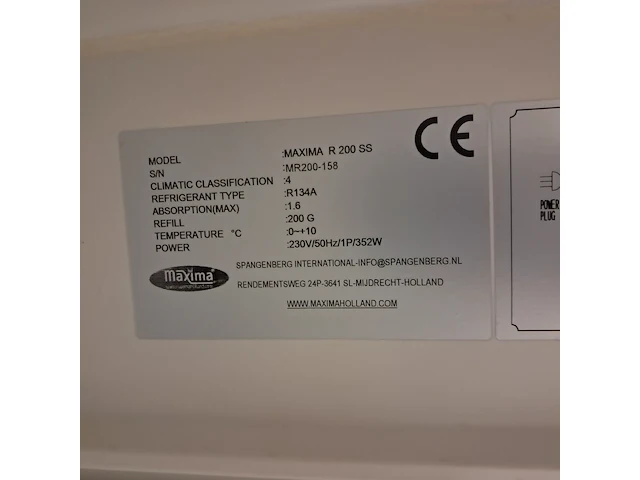 MODEL :MAXIMA R 200 SS
S/N :MR200-158
CLIMATIC CLASSIFICATION :4
REFRIGERANT TYPE :R134A
ABSORPTION(MAX) :1.6
REFILL :200 G
TEMPERATURE °C :0~+10
POWER :230V/50Hz/1P/352W
CE
maxima
SPANGENBERG INTERNATIONAL-INFO@SPANGENBERG.NL
RENDEMENTSWEG 24P-3641 SL-MIJDRECHT-HOLLAND
WWW.MAXIMAHOLLAND.COM
POWER
PLUG